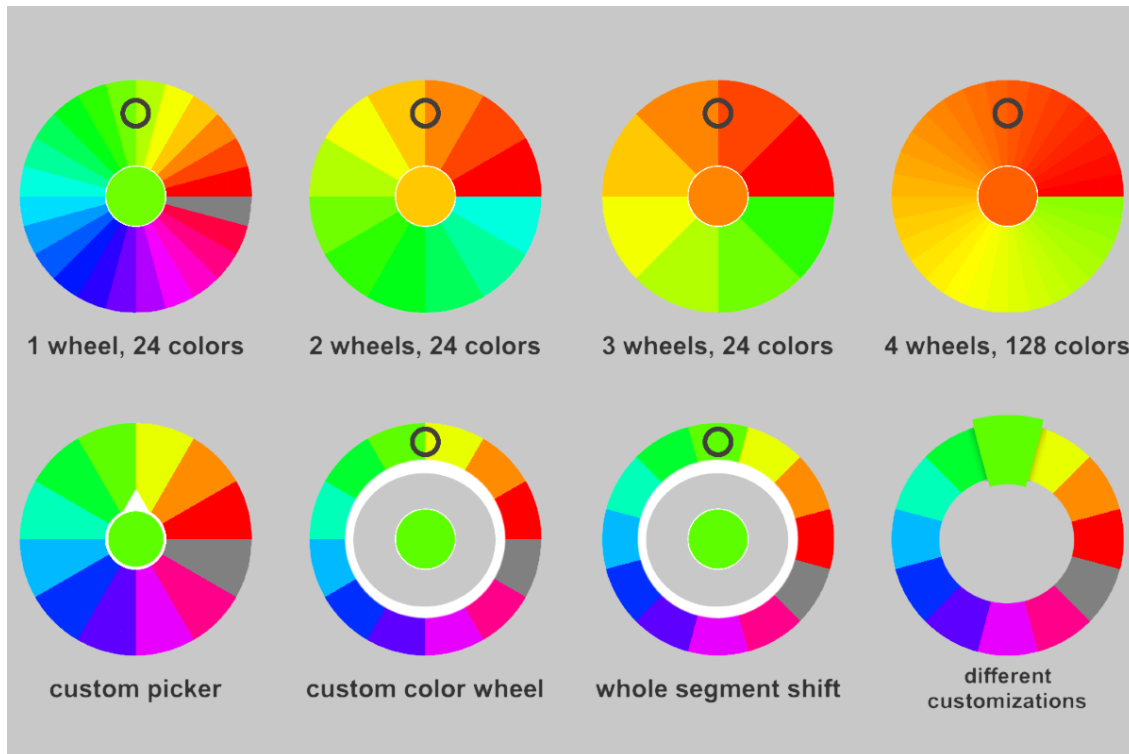 1 wheel, 24 colors
2 wheels, 24 colors
3 wheels, 24 colors
4 wheels, 128 colors
custom picker
custom color wheel
whole segment shift
different
customizations